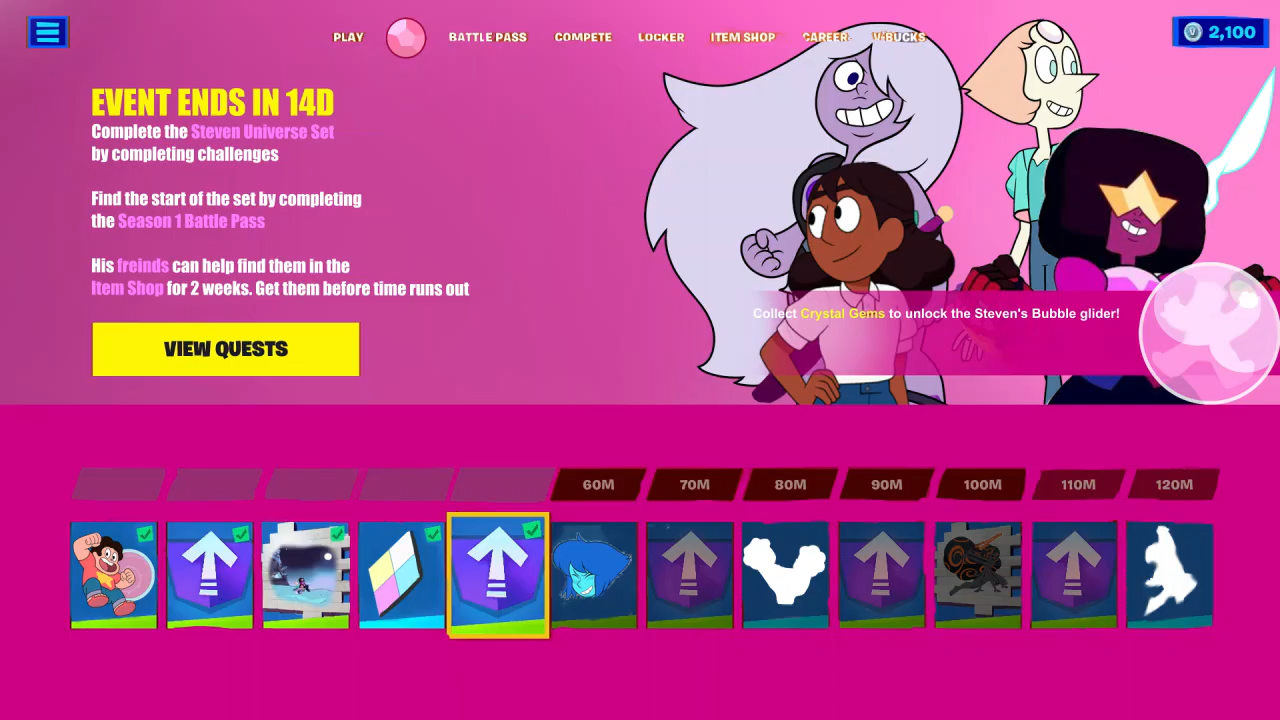 PLAY
BATTLE PASS
COMPETE
LOCKER
ITEM SHOP
CAREER
V-BUCKS
2,100
EVENT ENDS IN 14D
Complete the Steven Universe Set
by completing challenges
Find the start of the set by completing
the Season 1 Battle Pass
His freinds can help find them in the
Item Shop for 2 weeks. Get them before time runs out
VIEW QUESTS
Collect Crystal Gems to unlock the Steven's Bubble glider!
60M
70M
80M
90M
100M
110M
120M